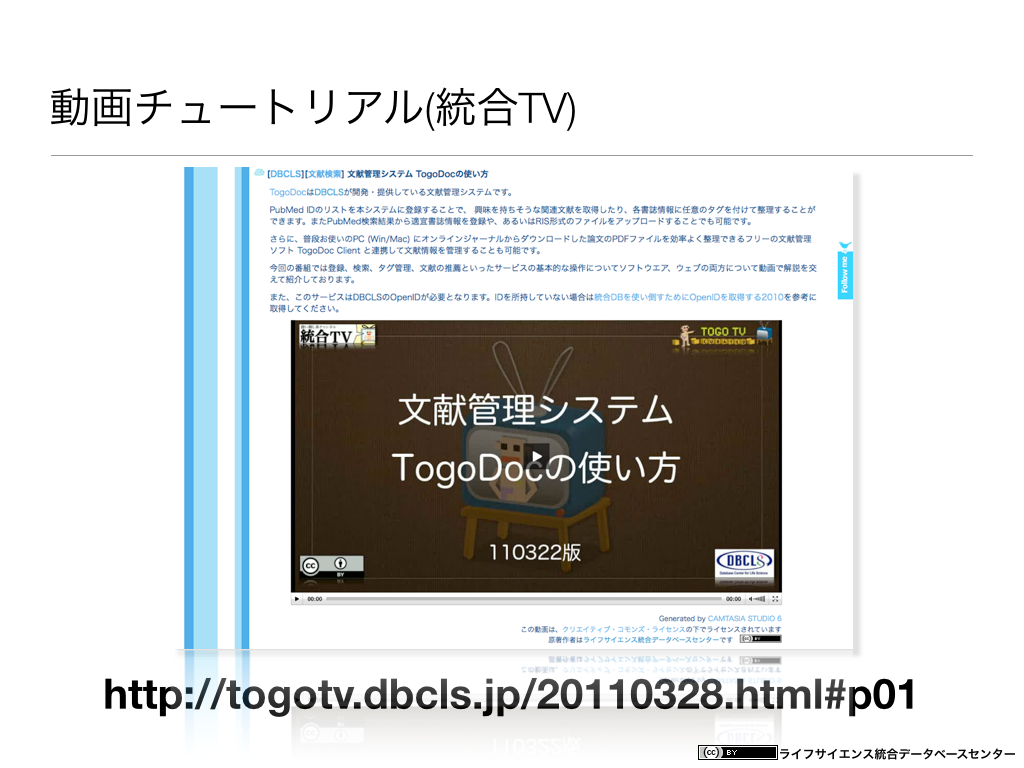 動画チュートリアル(統合TV)
[DBCLS][文献検索] 文献管理システム TogoDocの使い方
TogoDocはDBCLSが開発・提供している文献管理システムです。
PubMed IDのリストを本システムに登録することで、 興味を持ちそうな関連文献を取得したり、各書誌情報に任意のタグを付けて整理することが
できます。またPubMed検索結果から適宜書誌情報を登録や、あるいはRIS形式のファイルをアップロードすることでも可能です。
さらに、普段お使いのPC (Win/Mac) にオンラインジャーナルからダウンロードした論文のPDFファイルを効率よく整理できるフリーの文献管理
ソフト TogoDoc Client と連携して文献情報を管理することも可能です。
今回の番組では登録、検索、タグ管理、文献の推薦といったサービスの基本的な操作についてソフトウエア、ウェブの両方について動画で解説を交
えて紹介しております。
また、このサービスはDBCLSのOpenIDが必要となります。IDを所持していない場合は統合DBを使い倒すためにOpenIDを取得する2010を参考に
取得してください。
Follow me
統合TV
TOGO TV
文献管理システム
TogoDocの使い方
110322版
cc BY
DBCLS
Database Center for Life Science
00:00 00:00
Generated by CAMTASIA STUDIO 6
この動画は、クリエイティブ・コモンズ・ライセンスの下でライセンスされています
原著作者はライフサイエンス統合データベースセンターです (cc) BY
http://togotv.dbcls.jp/20110328.html#p01
(cc) BY ライフサイエンス統合データベースセンター